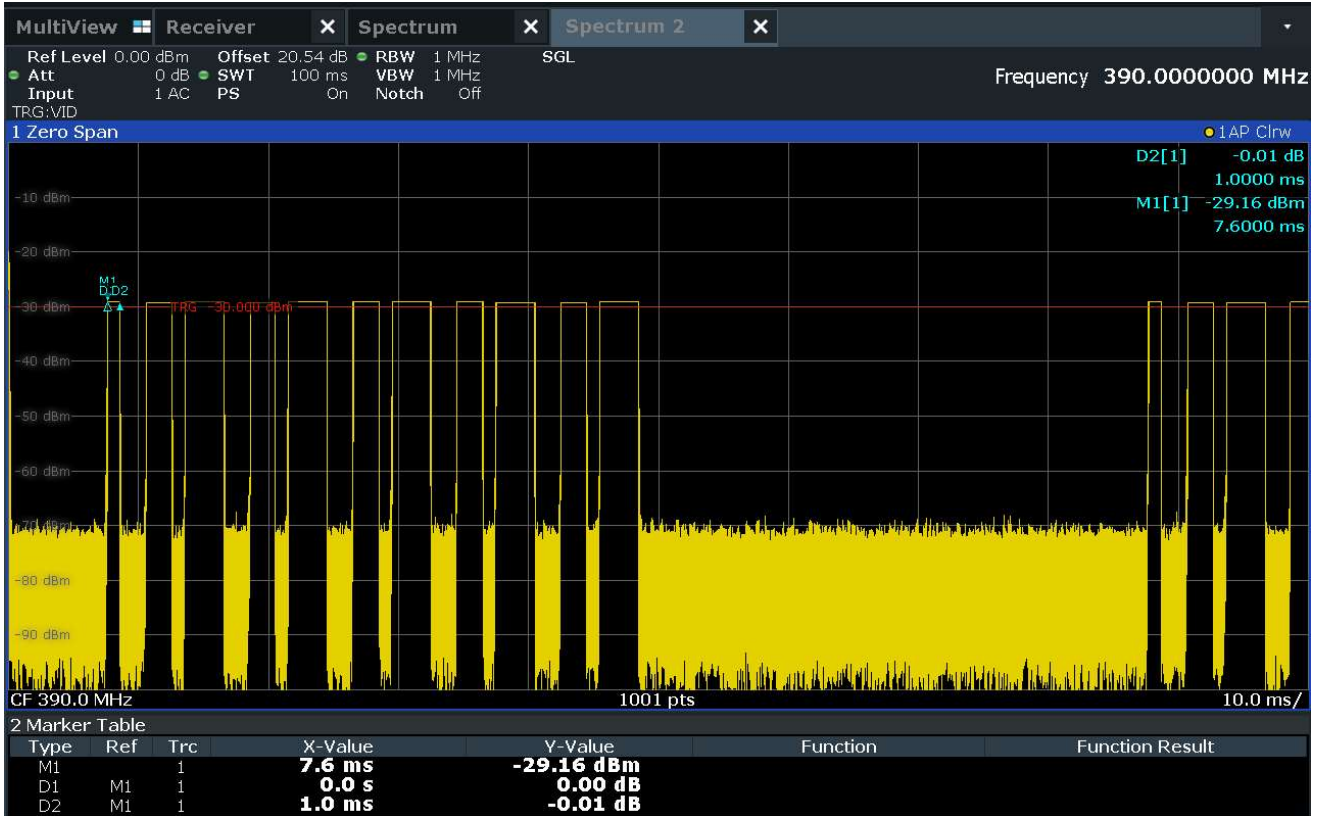 MultiView Receiver X Spectrum X Spectrum 2 X
Ref Level 0.00 dBm Offset 20.54 dB RBW 1 MHz SGL
Att 0 dB SWT 100 ms VBW 1 MHz
Frequency 390.0000000 MHz
Input 1 AC PS On Notch Off
TRG:VID
1 Zero Span 1AP Clrw
D2[1] -0.01 dB
1.0000 ms
-10 dBm
M1[1] -29.16 dBm
7.6000 ms
-20 dBm
M1
D1D2
-30 dBm TRG -30.000 dBm
-40 dBm
-50 dBm
-60 dBm
-70 dBm
-80 dBm
-90 dBm
CF 390.0 MHz 1001 pts 10.0 ms/
2 Marker Table
Type Ref Trc X-Value Y-Value Function Function Result
M1 1 7.6 ms -29.16 dBm
D1 M1 1 0.0 s 0.00 dB
D2 M1 1 1.0 ms -0.01 dB